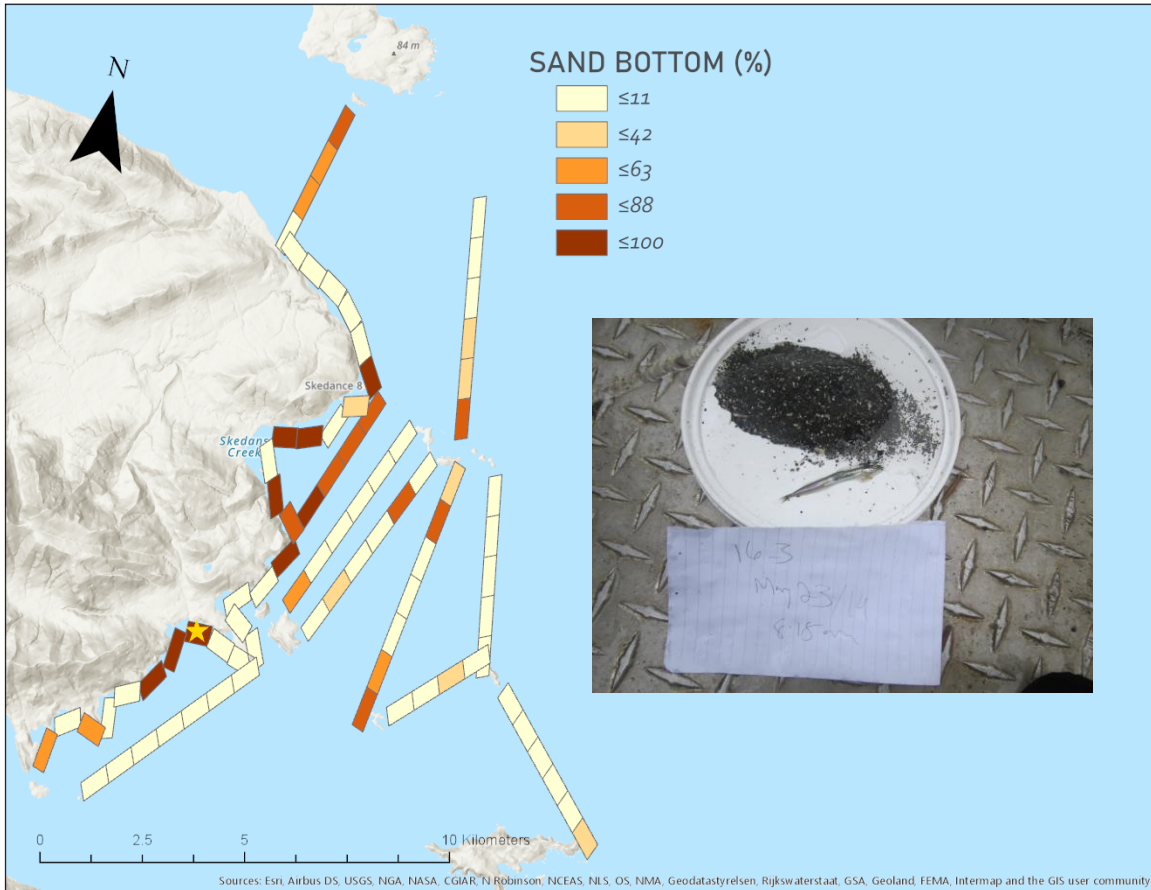 84 m
N
SAND BOTTOM (%)
≤11
≤42
≤63
≤88
≤100
Skedance 8
Skedans
Creek
16-3
May 23/14
8:15am
0 2.5 5 10 Kilometers
Sources: Esri, Airbus DS, USGS, NGA, NASA, CGIAR, N Robinson, NCEAS, NLS, OS, NMA, Geodatastyrelsen, Rijkswaterstaat, GSA, Geoland, FEMA, Intermap and the GIS user community